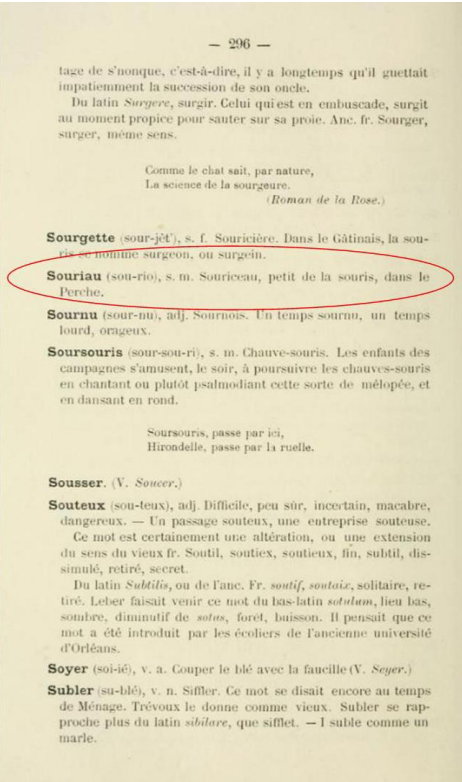 — 296 —
tage de s'nonque, c'est-à-dire, il y a longtemps qu'il guettait
impatiemment la succession de son oncle.
Du latin Surgere, surgir. Celui qui est en embuscade, surgit
au moment propice pour sauter sur sa proie. Anc. fr. Sourger,
surger, même sens.
Comme le chat sait, par nature,
La science de la sourgeure.
(Roman de la Rose.)
Sourgette (sour-jèt'), s. f. Souricière. Dans le Gâtinais, la sou-
ris se nomme surgeon, ou surgein.
Souriau (sou-rio), s. m. Souriceau, petit de la souris, dans le
Perche.
Sournu (sour-nu), adj. Sournois. Un temps sournu, un temps
lourd, orageux.
Soursouris (sour-sou-ri), s. m. Chauve-souris. Les enfants des
campagnes s'amusent, le soir, à poursuivre les chauves-souris
en chantant ou plutôt psalmodiant cette sorte de mélopée, et
en dansant en rond.
Soursouris, passe par ici,
Hirondelle, passe par la ruelle.
Sousser. (V. Soucer.)
Souteux (sou-teux), adj. Difficile, peu sûr, incertain, macabre,
dangereux. — Un passage souteux, une entreprise souteuse.
Ce mot est certainement une altération, ou une extension
du sens du vieux fr. Soutil, soutiex, soutieux, fin, subtil, dis-
simulé, retiré, secret.
Du latin Subtilis, ou de l'anc. Fr. soutif, soutaix, solitaire, re-
tiré. Leber faisait venir ce mot du bas-latin sotulum, lieu bas,
sombre, diminutif de sotus, forêt, buisson. Il pensait que ce
mot a été introduit par les écoliers de l'ancienne université
d'Orléans.
Soyer (soi-ié), v. a. Couper le blé avec la faucille (V. Seyer.)
Subler (su-blé), v. n. Siffler. Ce mot se disait encore au temps
de Ménage. Trévoux le donne comme vieux. Subler se rap-
proche plus du latin sibilare, que sifflet. — I suble comme un
marle.